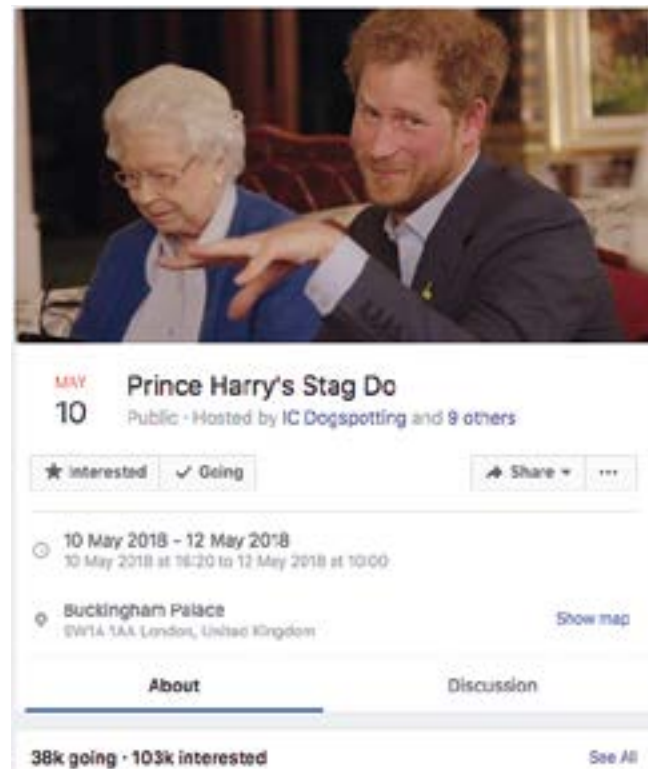 MAY
10
Prince Harry's Stag Do
Public · Hosted by IC Dogspotting and 9 others
★ Interested
✓ Going
Share
...
10 May 2018 – 12 May 2018
10 May 2018 at 16:20 to 12 May 2018 at 10:00
Buckingham Palace
SW1A 1AA London, United Kingdom
Show map
About
Discussion
38k going · 103k interested
See All